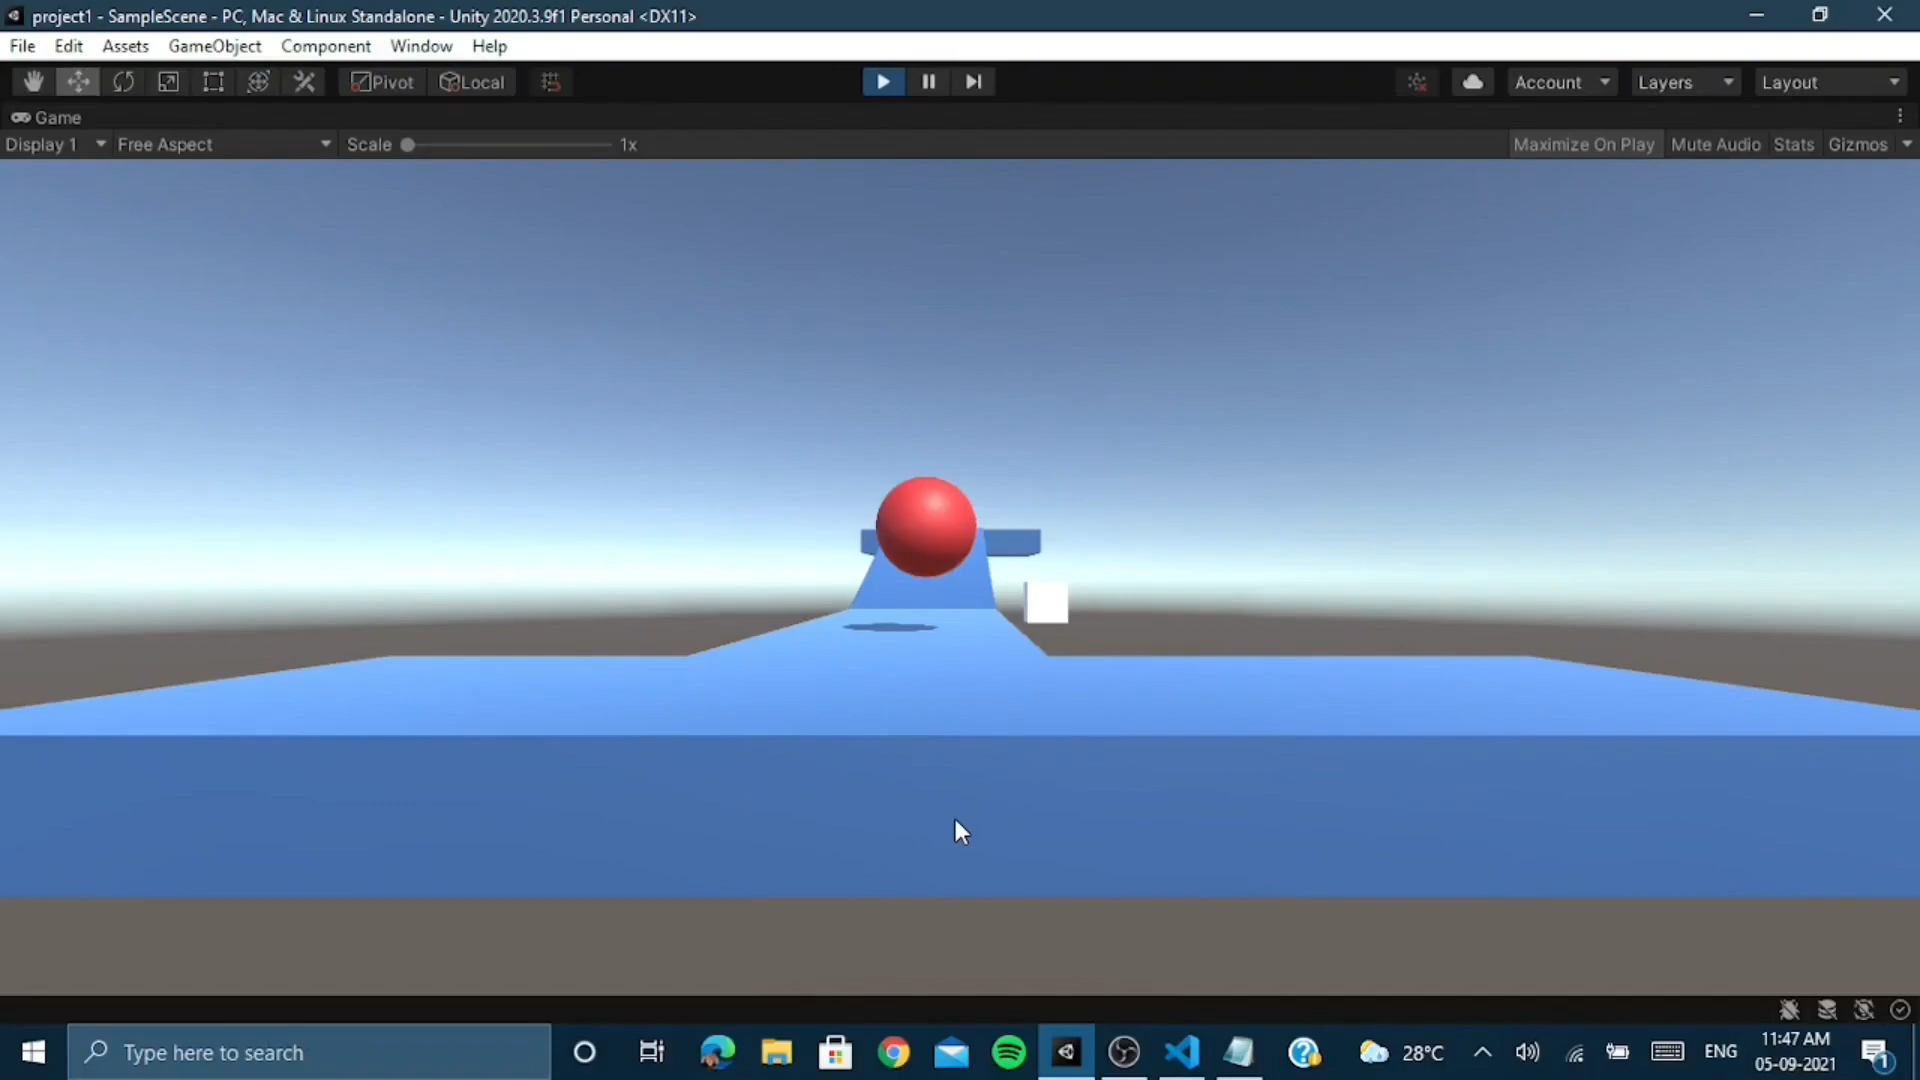 project1 - SampleScene - PC, Mac & Linux Standalone - Unity 2020.3.9f1 Personal <DX11>
File Edit Assets GameObject Component Window Help
Pivot Local Account Layers Layout
Game
Display 1 Free Aspect Scale 1x Maximize On Play Mute Audio Stats Gizmos
Type here to search 28°C ENG 11:47 AM
05-09-2021 1